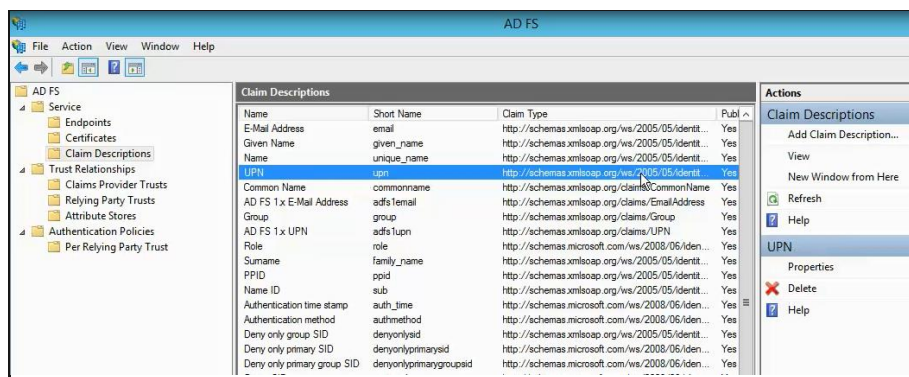 AD FS
File Action View Window Help
AD FS
Service
Endpoints
Certificates
Claim Descriptions
Trust Relationships
Claims Provider Trusts
Relying Party Trusts
Attribute Stores
Authentication Policies
Per Relying Party Trust
Claim Descriptions
Name Short Name Claim Type Publ
E-Mail Address email http://schemas.xmlsoap.org/ws/2005/05/identit... Yes
Given Name given_name http://schemas.xmlsoap.org/ws/2005/05/identit... Yes
Name unique_name http://schemas.xmlsoap.org/ws/2005/05/identit... Yes
UPN upn http://schemas.xmlsoap.org/ws/2005/05/identit... Yes
Common Name commonname http://schemas.xmlsoap.org/claims/CommonName Yes
AD FS 1.x E-Mail Address adfs1email http://schemas.xmlsoap.org/claims/EmailAddress Yes
Group group http://schemas.xmlsoap.org/claims/Group Yes
AD FS 1.x UPN adfs1upn http://schemas.xmlsoap.org/claims/UPN Yes
Role role http://schemas.microsoft.com/ws/2008/06/iden... Yes
Surname family_name http://schemas.xmlsoap.org/ws/2005/05/identit... Yes
PPID ppid http://schemas.xmlsoap.org/ws/2005/05/identit... Yes
Name ID sub http://schemas.xmlsoap.org/ws/2005/05/identit... Yes
Authentication time stamp auth_time http://schemas.microsoft.com/ws/2008/06/iden... Yes
Authentication method authmethod http://schemas.microsoft.com/ws/2008/06/iden... Yes
Deny only group SID denyonlysid http://schemas.xmlsoap.org/ws/2005/05/identit... Yes
Deny only primary SID denyonlyprimarysid http://schemas.microsoft.com/ws/2008/06/iden... Yes
Deny only primary group SID denyonlyprimarygroupsid http://schemas.microsoft.com/ws/2008/06/iden... Yes
Actions
Claim Descriptions
Add Claim Description...
View
New Window from Here
Refresh
Help
UPN
Properties
Delete
Help